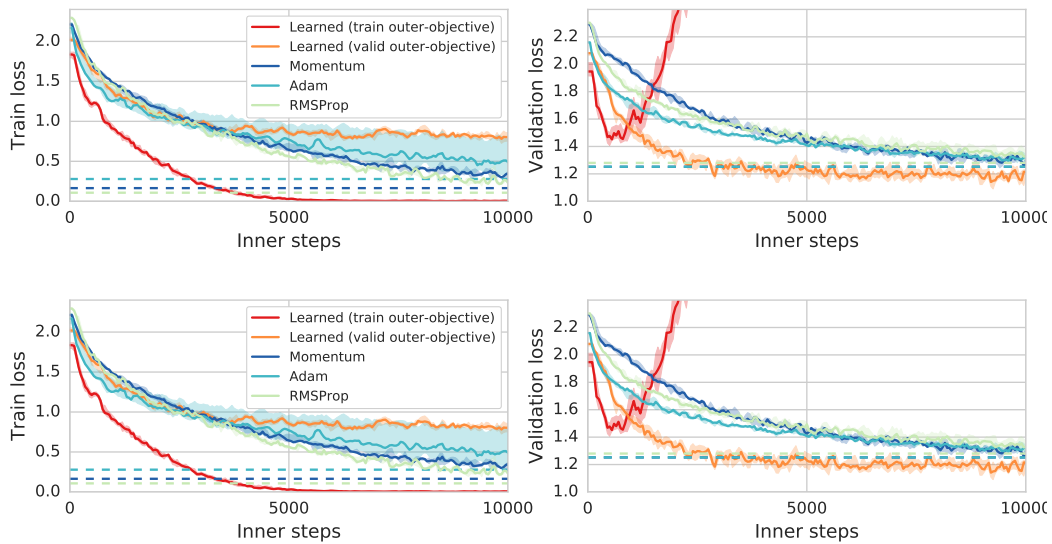 Train loss
2.0
1.5
1.0
0.5
0.0
0
5000
10000
Inner steps
Learned (train outer-objective)
Learned (valid outer-objective)
Momentum
Adam
RMSProp
Validation loss
2.2
2.0
1.8
1.6
1.4
1.2
1.0
0
5000
10000
Inner steps
Train loss
2.0
1.5
1.0
0.5
0.0
0
5000
10000
Inner steps
Learned (train outer-objective)
Learned (valid outer-objective)
Momentum
Adam
RMSProp
Validation loss
2.2
2.0
1.8
1.6
1.4
1.2
1.0
0
5000
10000
Inner steps